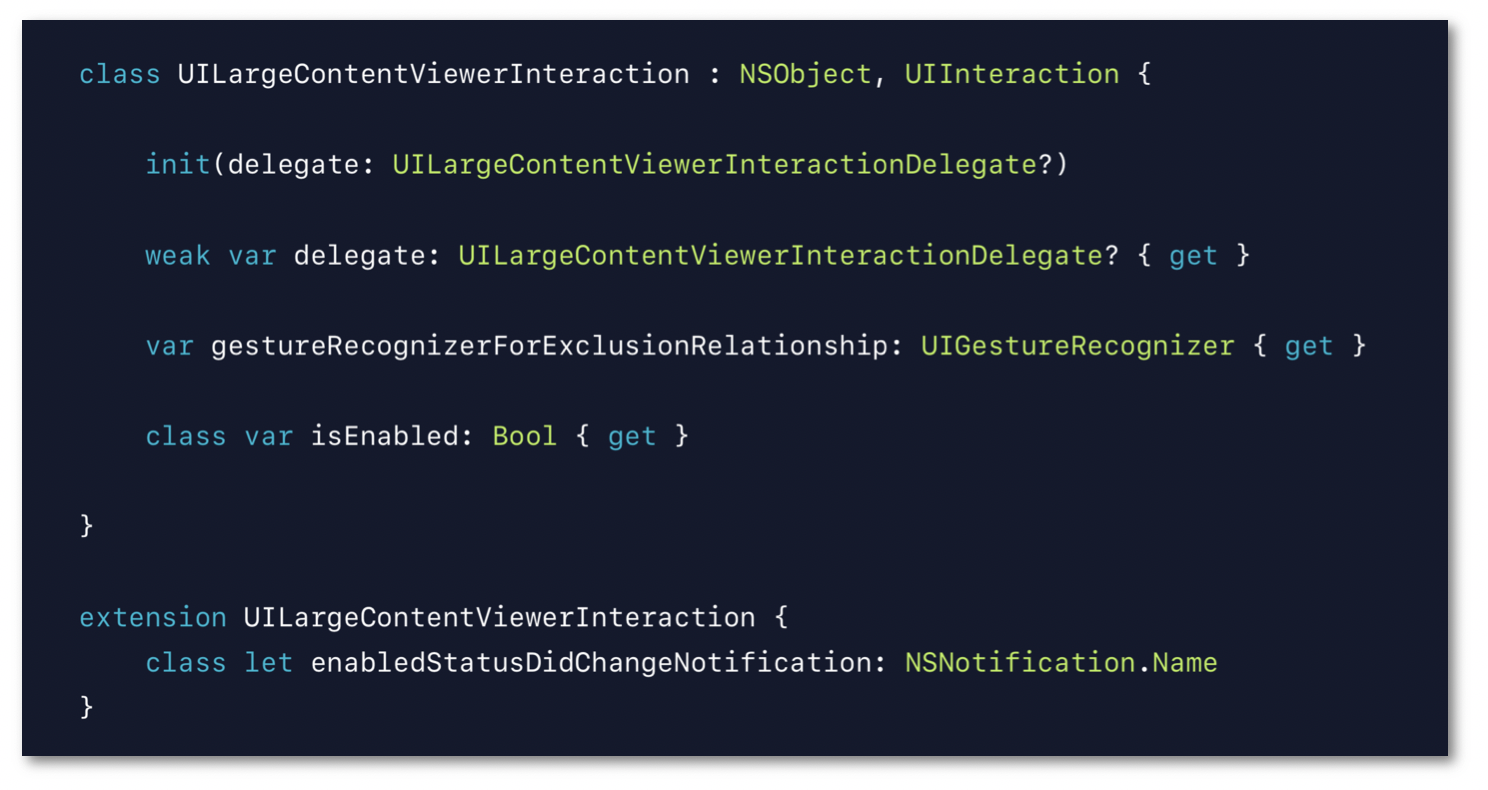 class UILargeContentViewerInteraction : NSObject, UIInteraction {
init(delegate: UILargeContentViewerInteractionDelegate?)
weak var delegate: UILargeContentViewerInteractionDelegate? { get }
var gestureRecognizerForExclusionRelationship: UIGestureRecognizer { get }
class var isEnabled: Bool { get }
}
extension UILargeContentViewerInteraction {
class let enabledStatusDidChangeNotification: NSNotification.Name
}